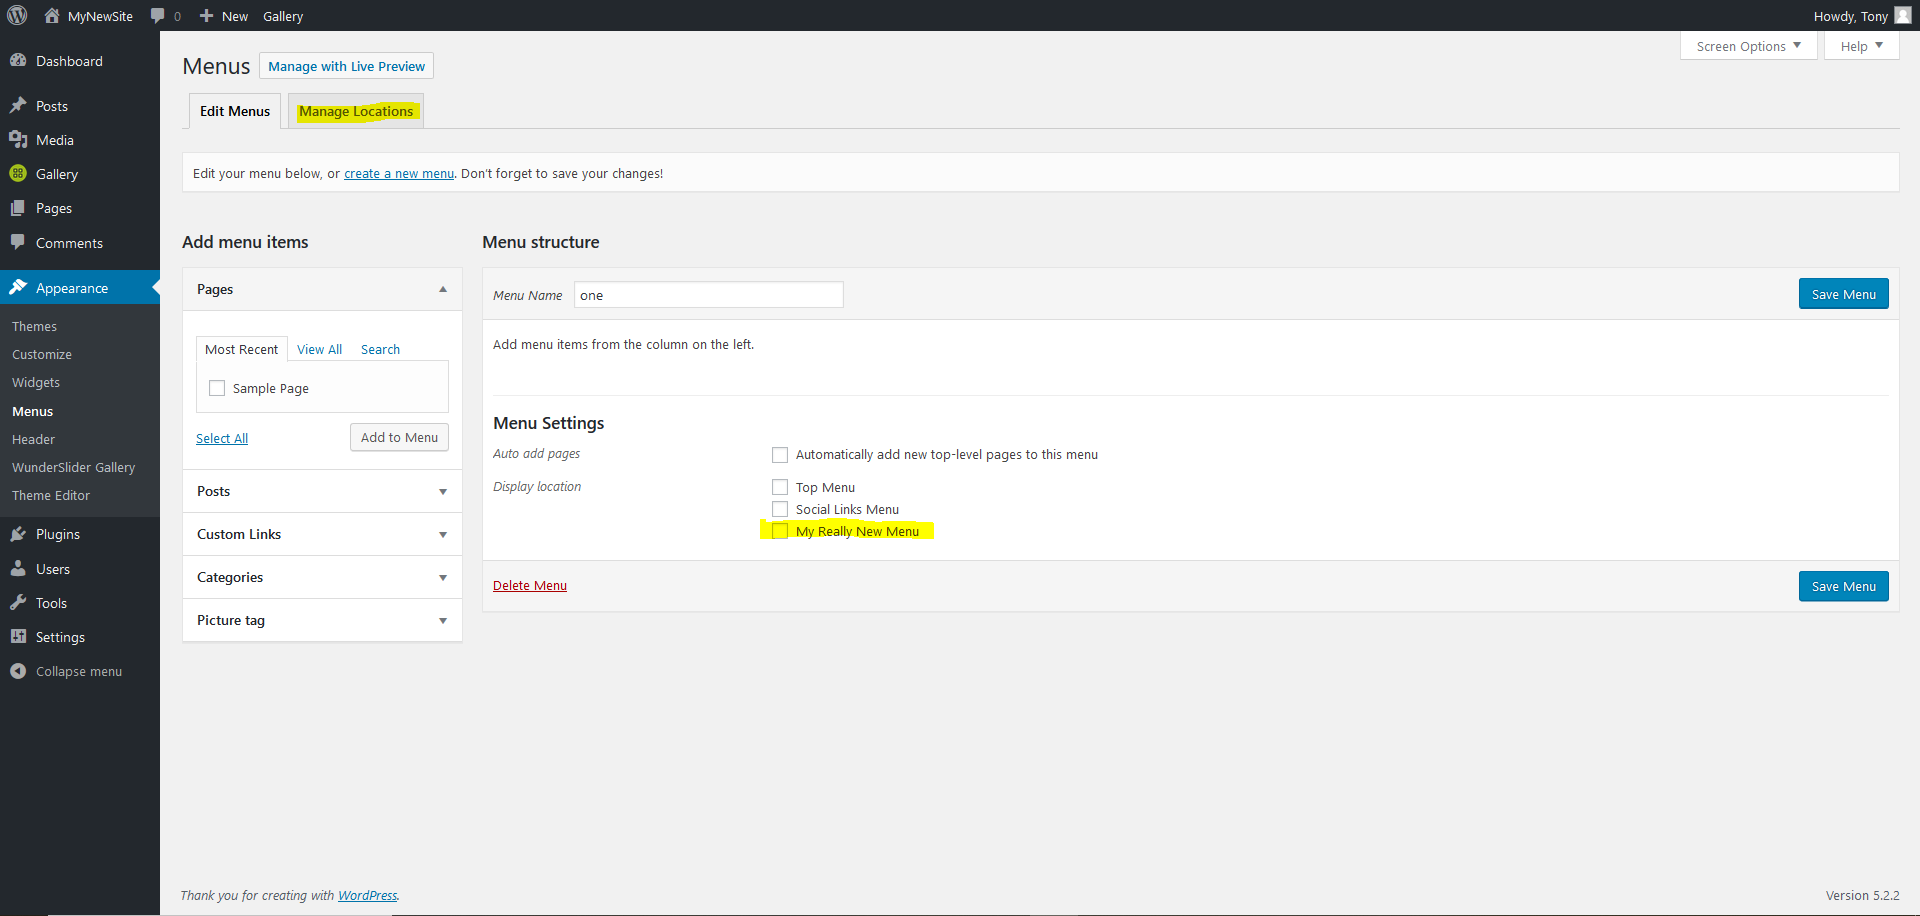 MyNewSite 0 New Gallery Howdy, Tony
Dashboard
Posts
Media
Gallery
Pages
Comments
Appearance
Themes
Customize
Widgets
Menus
Header
WunderSlider Gallery
Theme Editor
Plugins
Users
Tools
Settings
Collapse menu
Screen Options Help
Menus Manage with Live Preview
Edit Menus Manage Locations
Edit your menu below, or create a new menu. Don't forget to save your changes!
Add menu items
Pages
Most Recent View All Search
Sample Page
Select All Add to Menu
Posts
Custom Links
Categories
Picture tag
Menu structure
Menu Name one Save Menu
Add menu items from the column on the left.
Menu Settings
Auto add pages Automatically add new top-level pages to this menu
Display location Top Menu
Social Links Menu
My Really New Menu
Delete Menu Save Menu
Thank you for creating with WordPress. Version 5.2.2